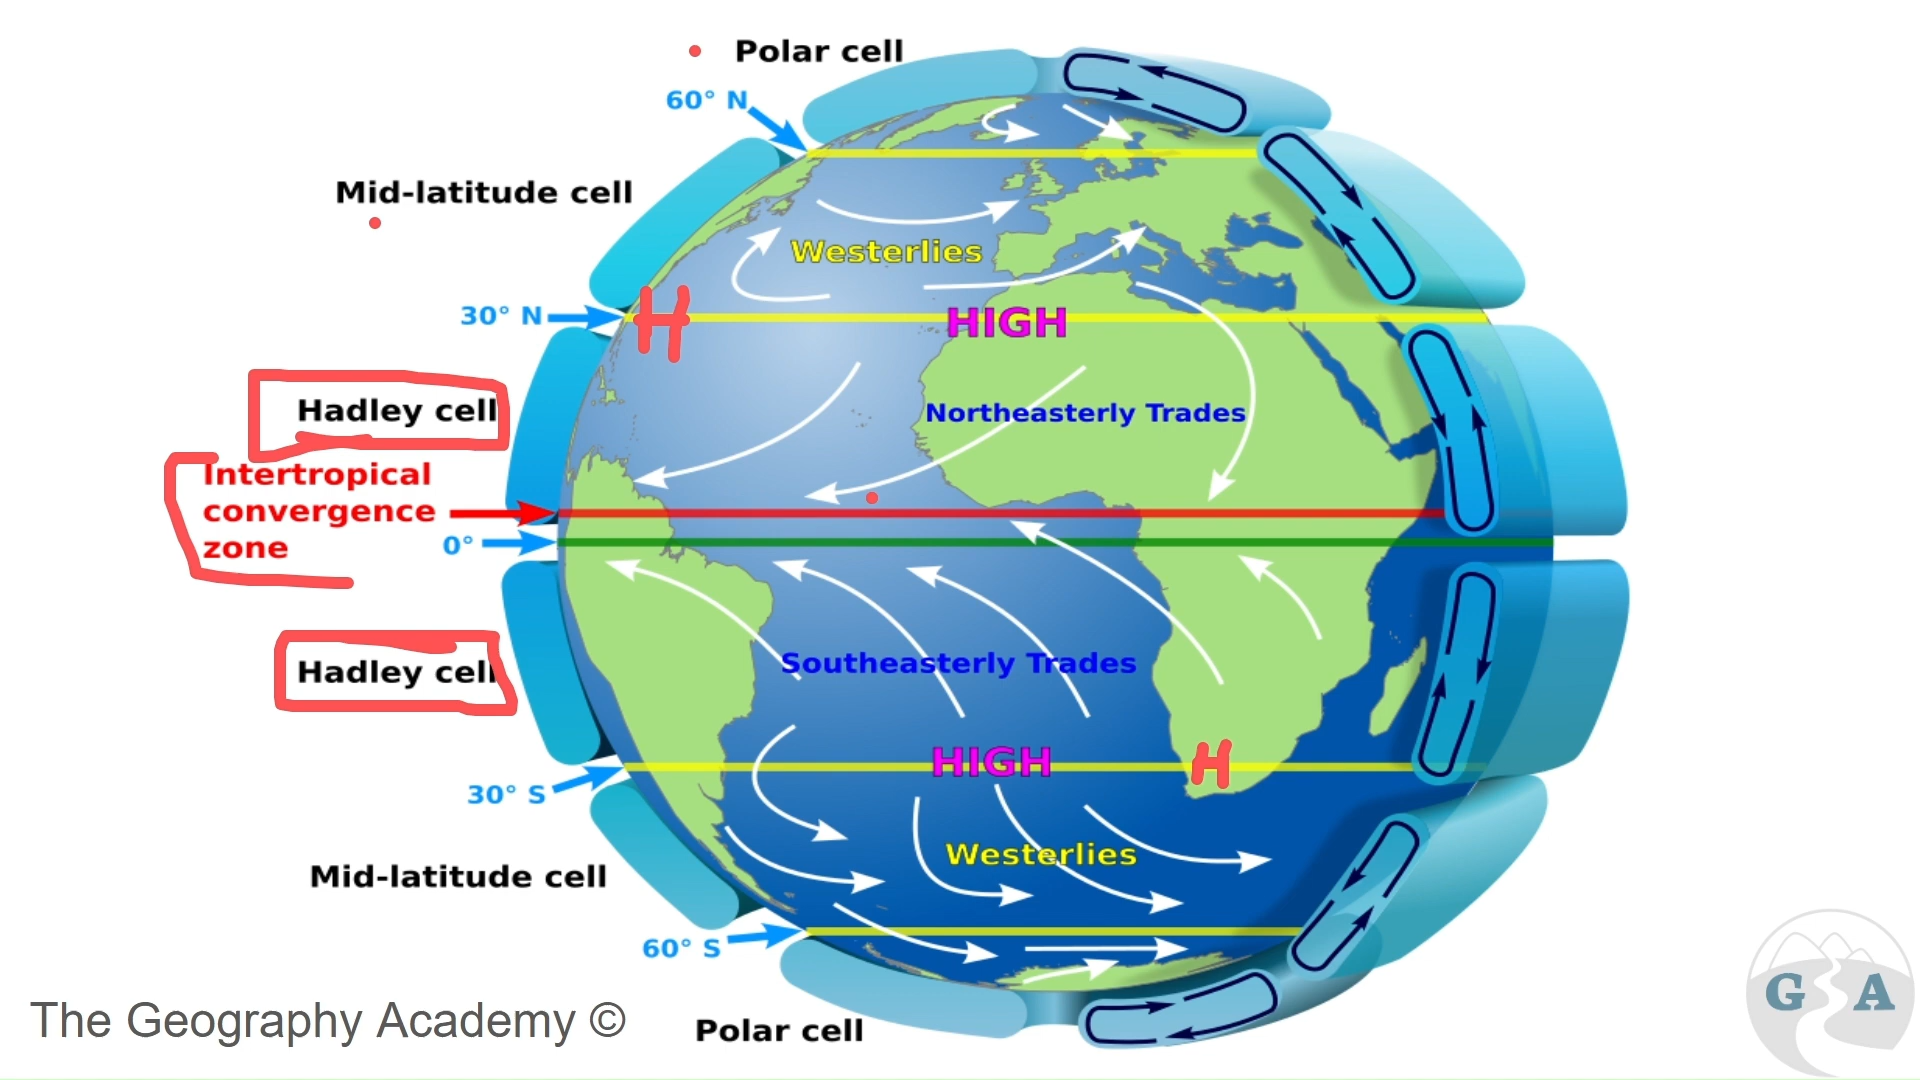 Polar cell
60° N
Mid-latitude cell
Westerlies
30° N
H
HIGH
Hadley cell
Northeasterly Trades
Intertropical
convergence
zone
0°
Hadley cell
Southeasterly Trades
HIGH
H
30° S
Westerlies
Mid-latitude cell
60° S
Polar cell
The Geography Academy ©
G A